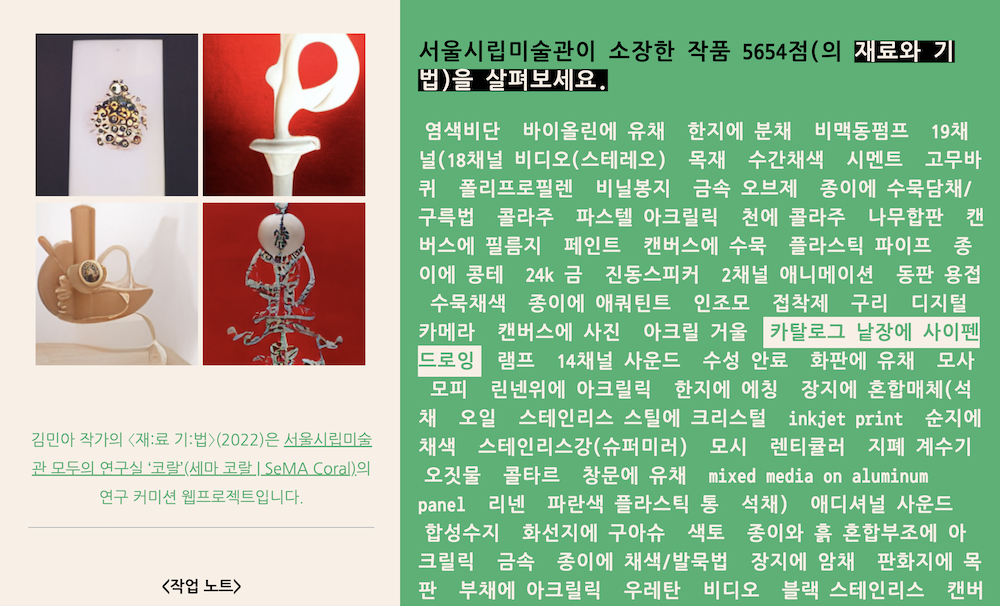 김민아 작가의 〈재:료 기:법〉(2022)은 서울시립미술
관 모두의 연구실 ‘코랄’(세마 코랄 | SeMA Coral)의
연구 커미션 웹프로젝트입니다.
<작업 노트>
서울시립미술관이 소장한 작품 5654점(의 재료와 기
법)을 살펴보세요.
염색비단 바이올린에 유채 한지에 분채 비맥동펌프 19채
널(18채널 비디오(스테레오) 목재 수간채색 시멘트 고무바
퀴 폴리프로필렌 비닐봉지 금속 오브제 종이에 수묵담채/
구륵법 콜라주 파스텔 아크릴릭 천에 콜라주 나무합판 캔
버스에 필름지 페인트 캔버스에 수묵 플라스틱 파이프 종
이에 콩테 24k 금 진동스피커 2채널 애니메이션 동판 용접
수묵채색 종이에 애쿼틴트 인조모 접착제 구리 디지털
카메라 캔버스에 사진 아크릴 거울 카탈로그 낱장에 사이펜
드로잉 램프 14채널 사운드 수성 안료 화판에 유채 모사
모피 린넨위에 아크릴릭 한지에 에칭 장지에 혼합매체(석
채 오일 스테인리스 스틸에 크리스털 inkjet print 순지에
채색 스테인리스강(슈퍼미러) 모시 렌티큘러 지폐 계수기
오짓물 콜타르 창문에 유채 mixed media on aluminum
panel 리넨 파란색 플라스틱 통 석채) 애디셔널 사운드
합성수지 화선지에 구아슈 색토 종이와 흙 혼합부조에 아
크릴릭 금속 종이에 채색/발묵법 장지에 암채 판화지에 목
판 부채에 아크릴릭 우레탄 비디오 블랙 스테인리스 캔버